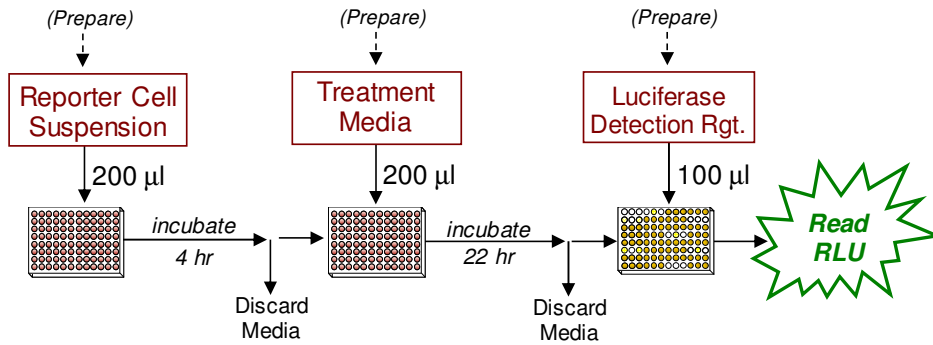 (Prepare)
(Prepare)
(Prepare)
Reporter Cell
Suspension
Treatment
Media
Luciferase
Detection Rgt.
200 µl
200 µl
100 µl
incubate
4 hr
incubate
22 hr
Read
RLU
Discard
Media
Discard
Media